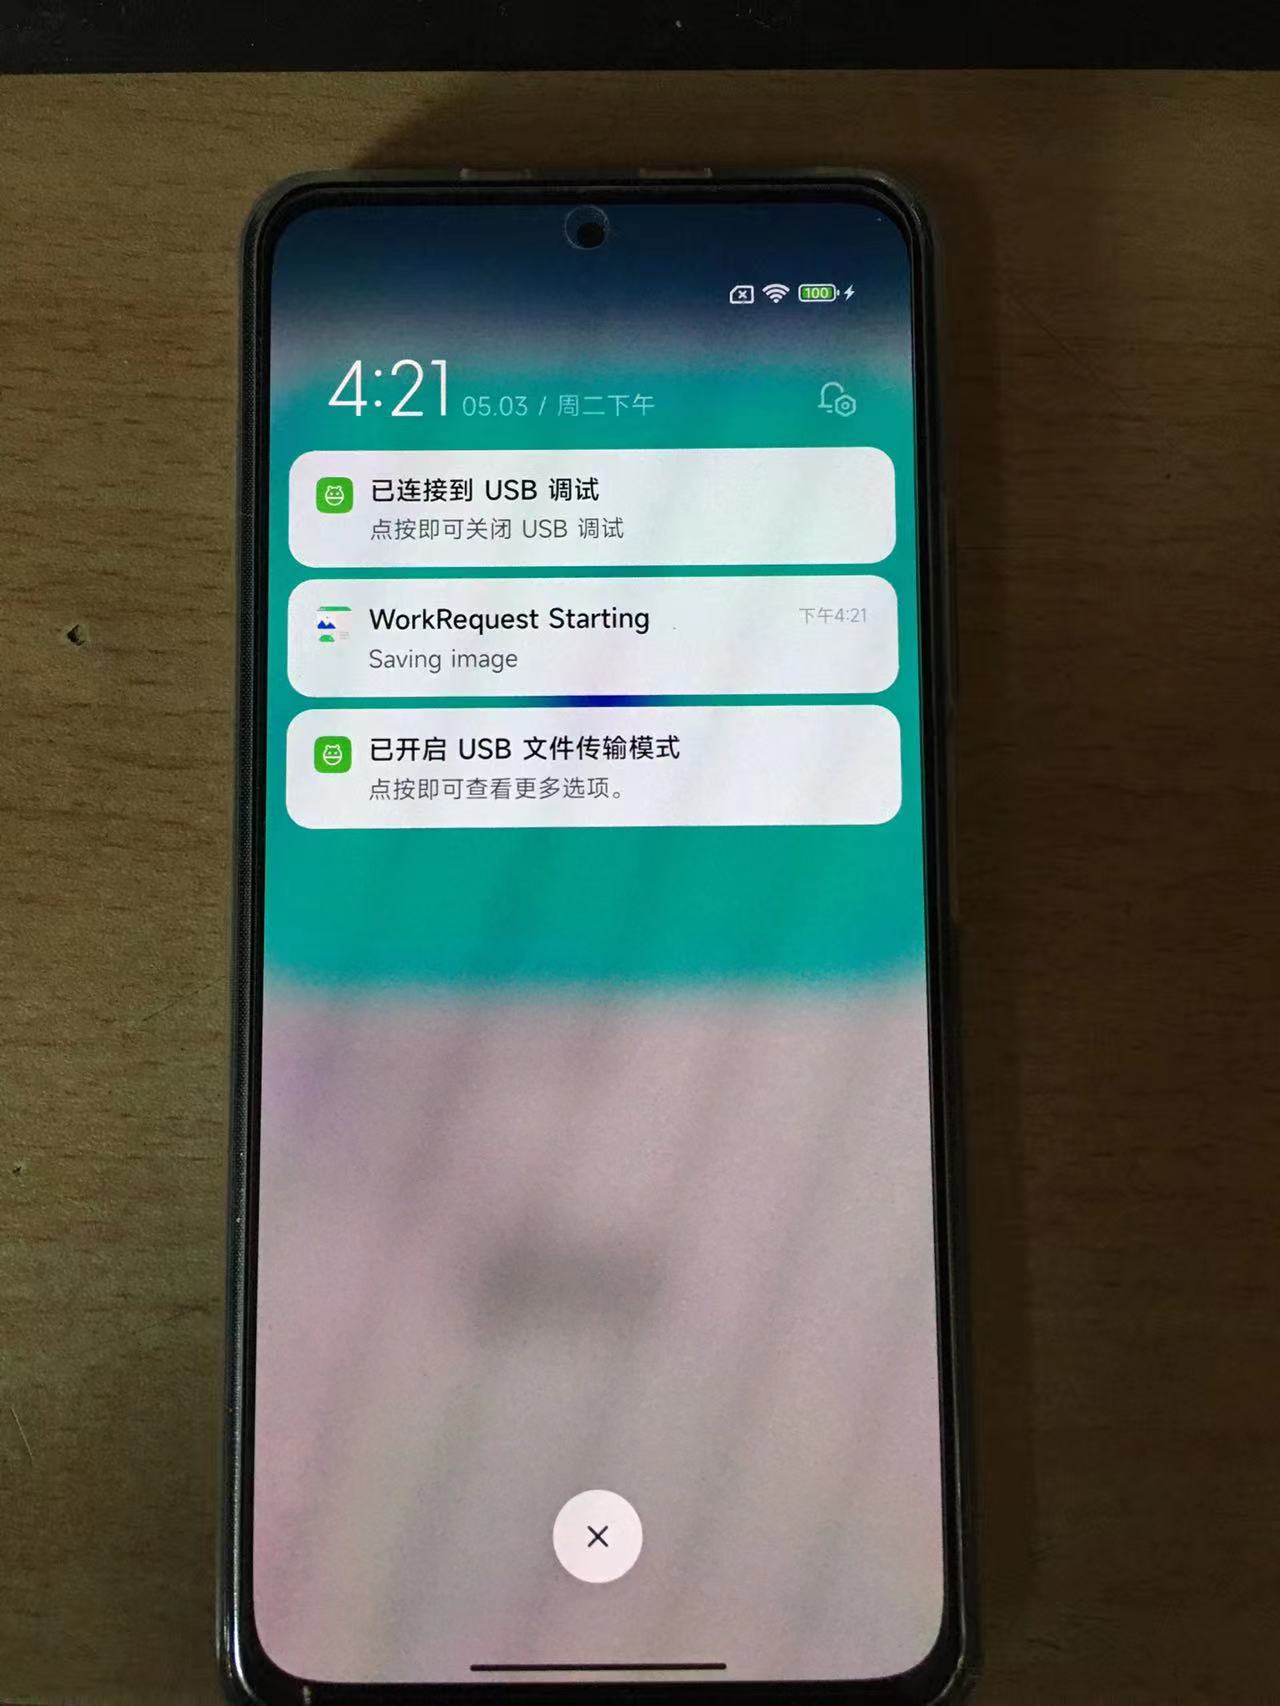 100
4:21 05.03 / 周二下午
已连接到 USB 调试
点按即可关闭 USB 调试
WorkRequest Starting 下午4:21
Saving image
已开启 USB 文件传输模式
点按即可查看更多选项。